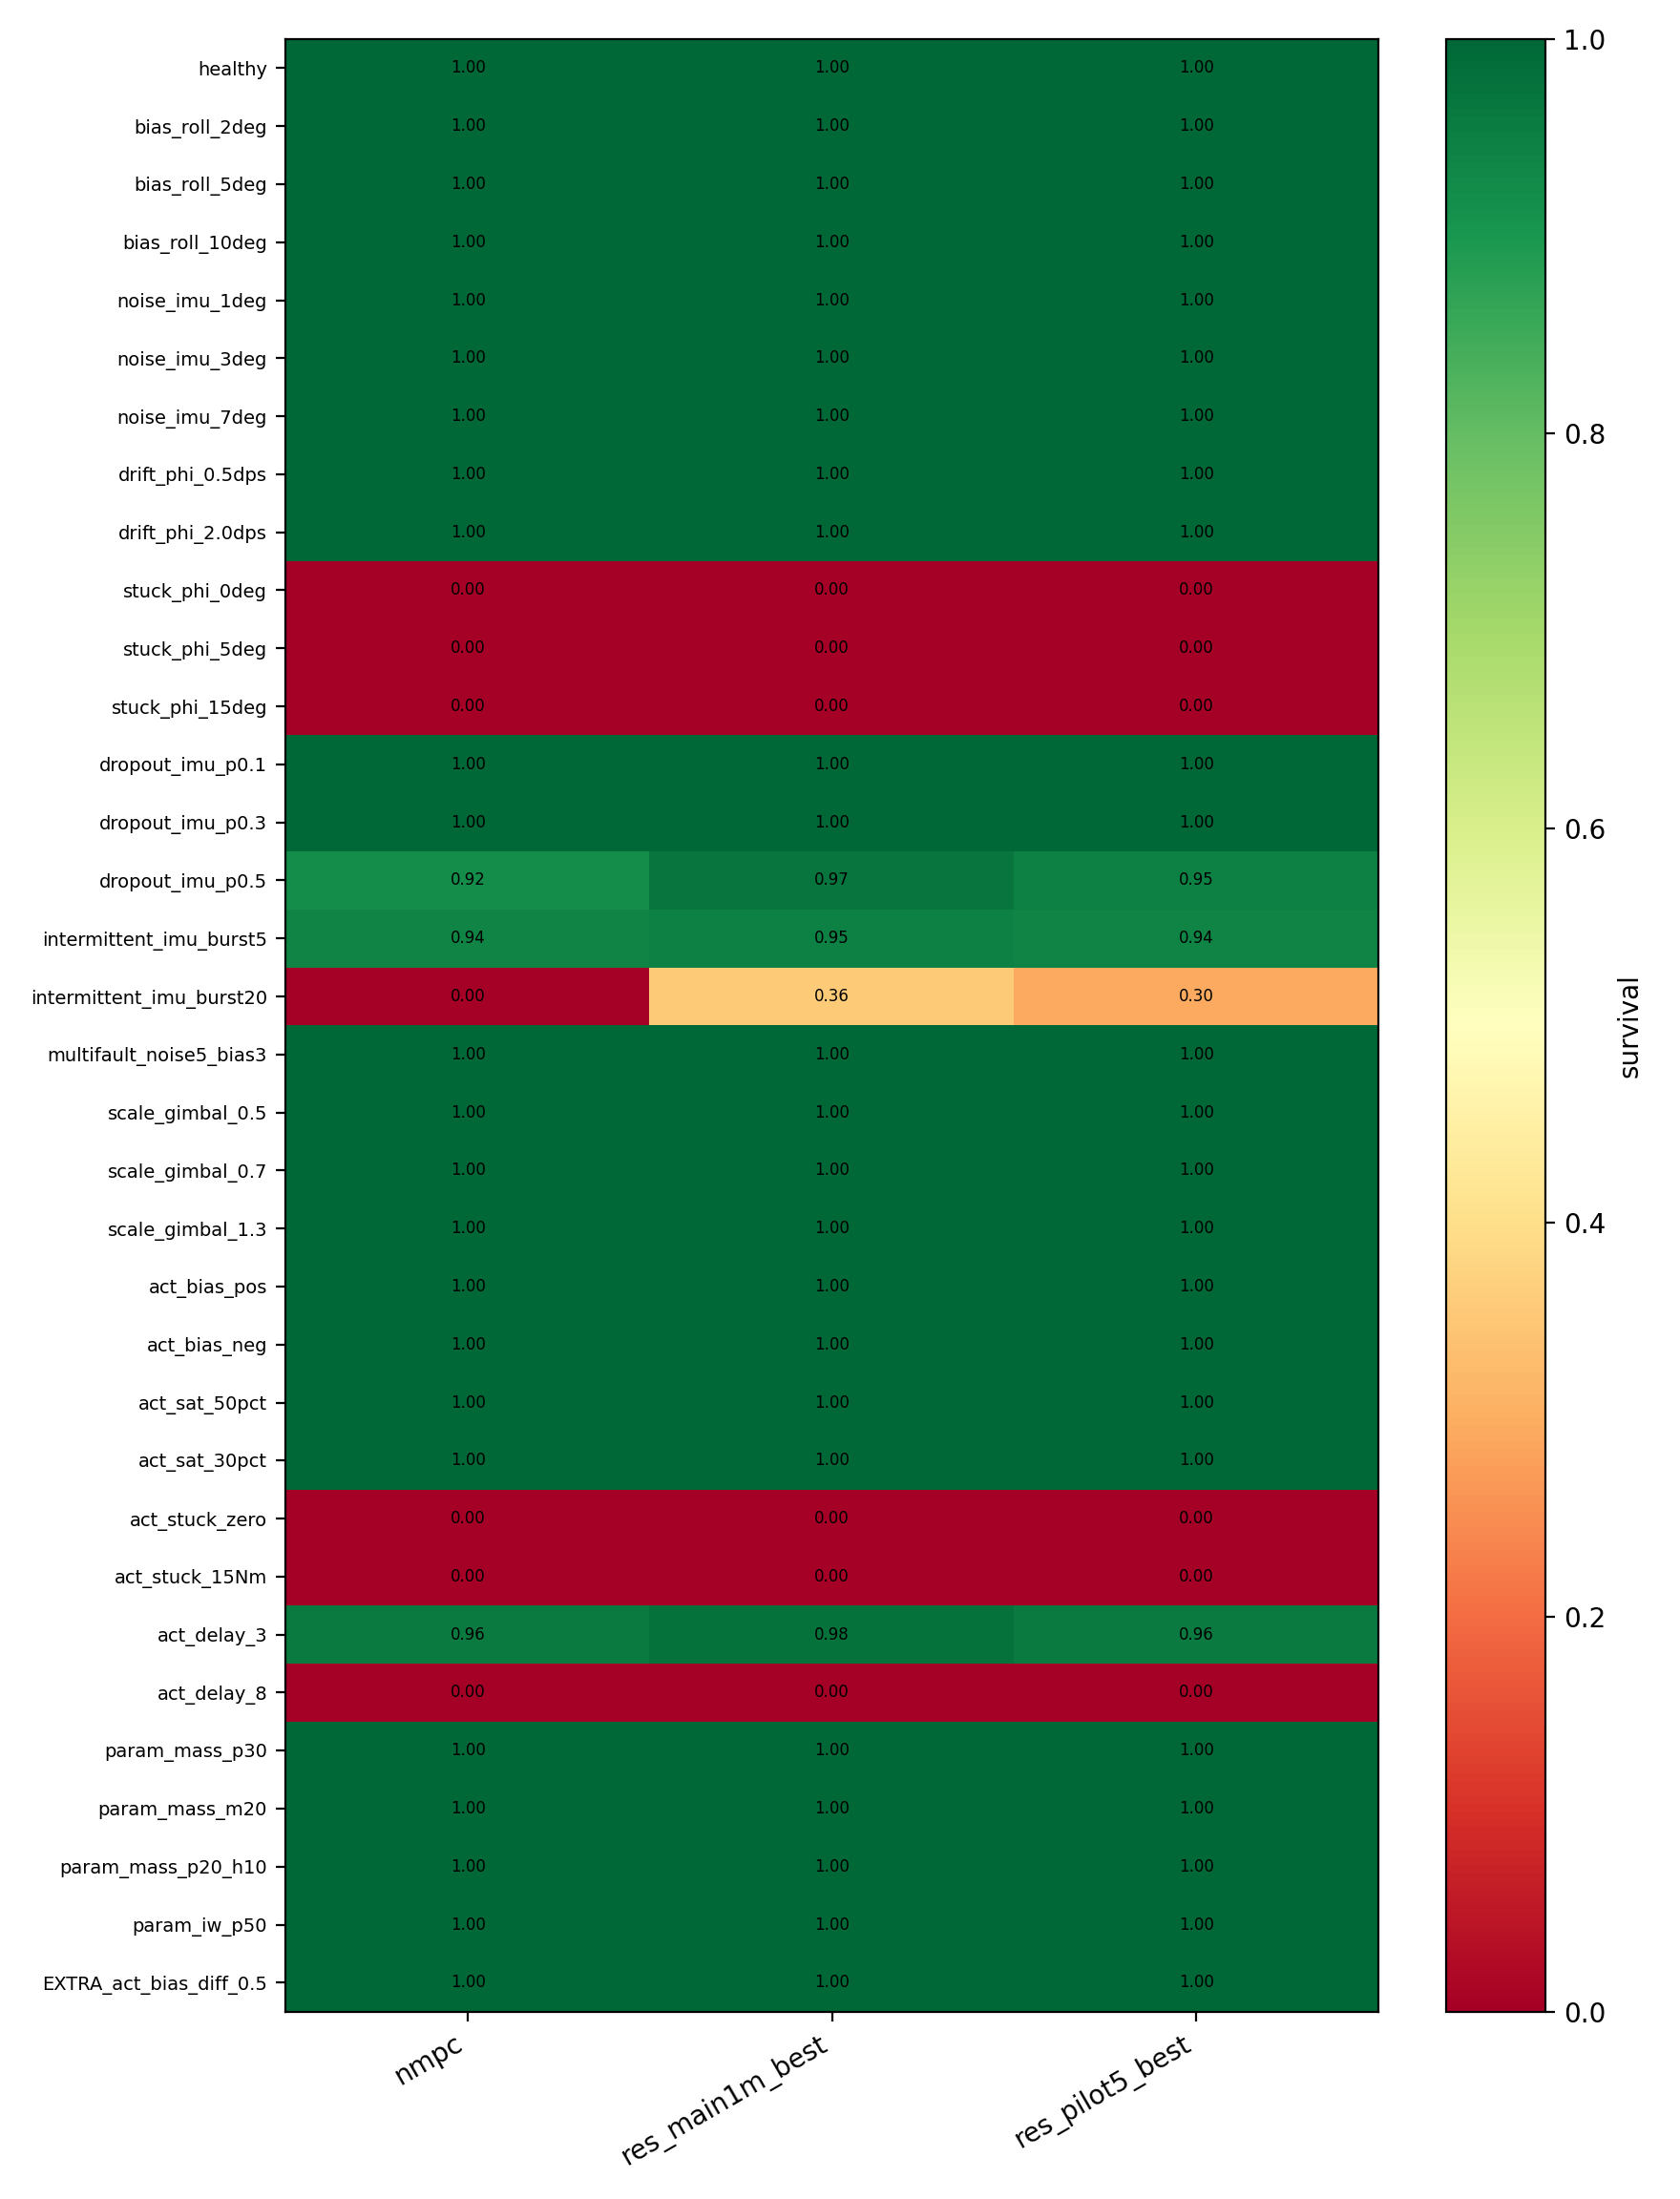 healthy 1.00 1.00 1.00
bias_roll_2deg 1.00 1.00 1.00
bias_roll_5deg 1.00 1.00 1.00
bias_roll_10deg 1.00 1.00 1.00
noise_imu_1deg 1.00 1.00 1.00
noise_imu_3deg 1.00 1.00 1.00
noise_imu_7deg 1.00 1.00 1.00
drift_phi_0.5dps 1.00 1.00 1.00
drift_phi_2.0dps 1.00 1.00 1.00
stuck_phi_0deg 0.00 0.00 0.00
stuck_phi_5deg 0.00 0.00 0.00
stuck_phi_15deg 0.00 0.00 0.00
dropout_imu_p0.1 1.00 1.00 1.00
dropout_imu_p0.3 1.00 1.00 1.00
dropout_imu_p0.5 0.92 0.97 0.95
intermittent_imu_burst5 0.94 0.95 0.94
intermittent_imu_burst20 0.00 0.36 0.30
multifault_noise5_bias3 1.00 1.00 1.00
scale_gimbal_0.5 1.00 1.00 1.00
scale_gimbal_0.7 1.00 1.00 1.00
scale_gimbal_1.3 1.00 1.00 1.00
act_bias_pos 1.00 1.00 1.00
act_bias_neg 1.00 1.00 1.00
act_sat_50pct 1.00 1.00 1.00
act_sat_30pct 1.00 1.00 1.00
act_stuck_zero 0.00 0.00 0.00
act_stuck_15Nm 0.00 0.00 0.00
act_delay_3 0.96 0.98 0.96
act_delay_8 0.00 0.00 0.00
param_mass_p30 1.00 1.00 1.00
param_mass_m20 1.00 1.00 1.00
param_mass_p20_h10 1.00 1.00 1.00
param_iw_p50 1.00 1.00 1.00
EXTRA_act_bias_diff_0.5 1.00 1.00 1.00
nmpc res_main1m_best res_pilot5_best
1.0
0.8
0.6
0.4
0.2
0.0
survival